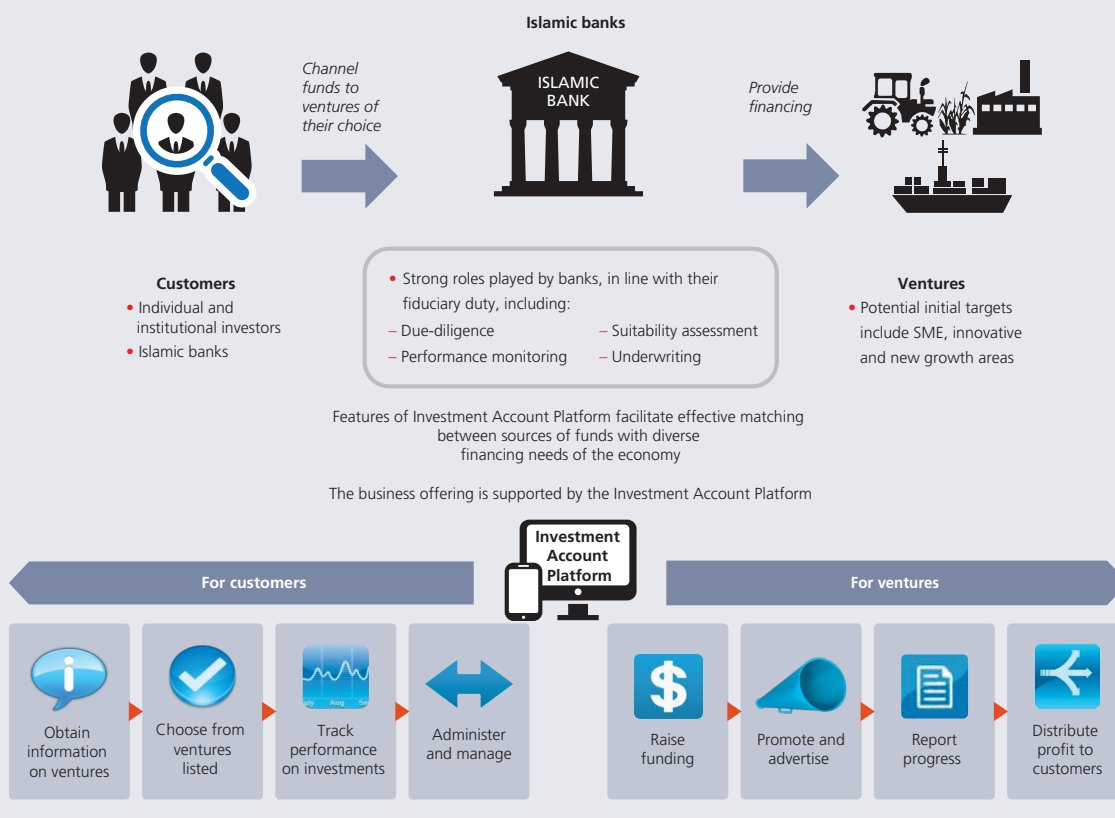 Islamic banks
Channel
funds to
ventures of
their choice
ISLAMIC
BANK
Provide
financing
Customers
• Individual and
institutional investors
• Islamic banks
• Strong roles played by banks, in line with their
fiduciary duty, including:
– Due-diligence
– Suitability assessment
– Performance monitoring
– Underwriting
Ventures
• Potential initial targets
include SME, innovative
and new growth areas
Features of Investment Account Platform facilitate effective matching
between sources of funds with diverse
financing needs of the economy
The business offering is supported by the Investment Account Platform
Investment
Account
Platform
For customers
For ventures
Obtain
information
on ventures
Choose from
ventures
listed
Aug
Track
performance
on investments
Administer
and manage
$
Raise
funding
Promote and
advertise
Report
progress
Distribute
profit to
customers